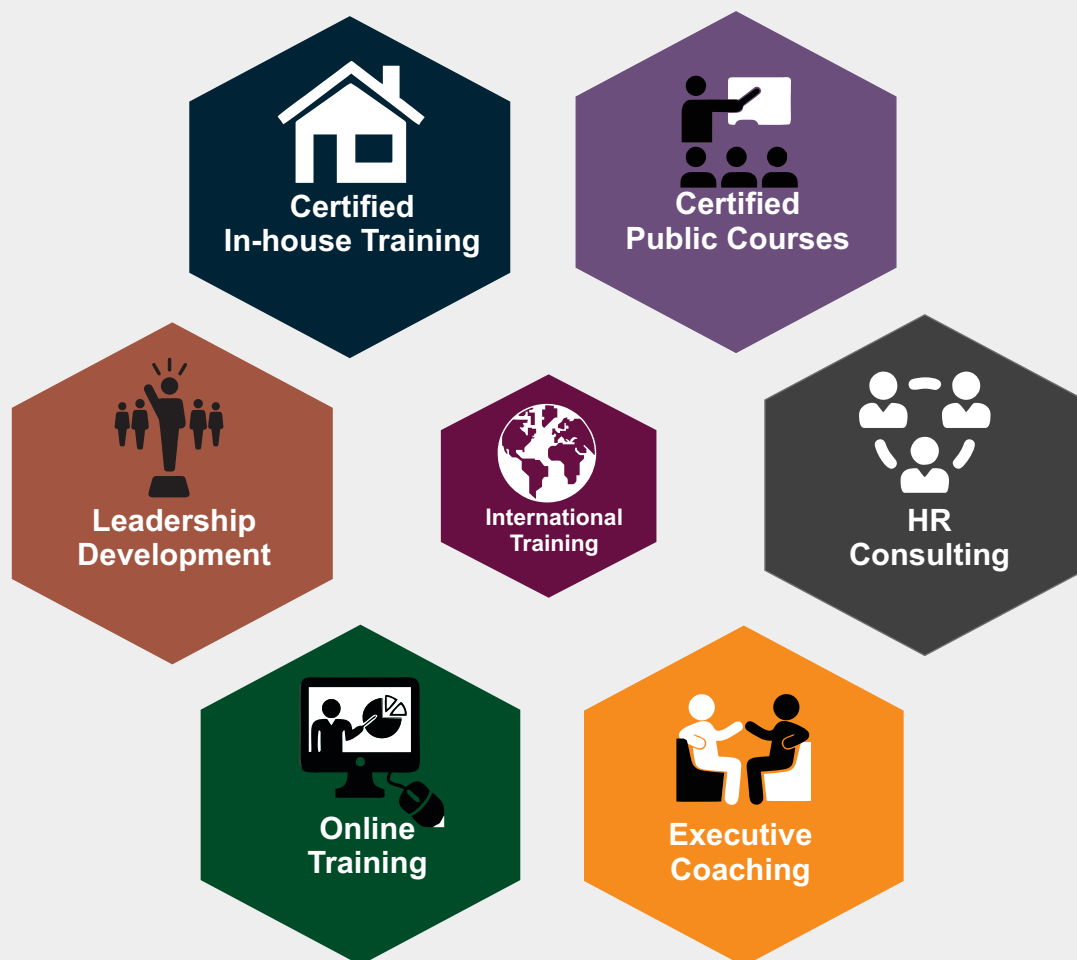 Certified
In-house Training
Certified
Public Courses
Leadership
Development
International
Training
HR
Consulting
Online
Training
Executive
Coaching